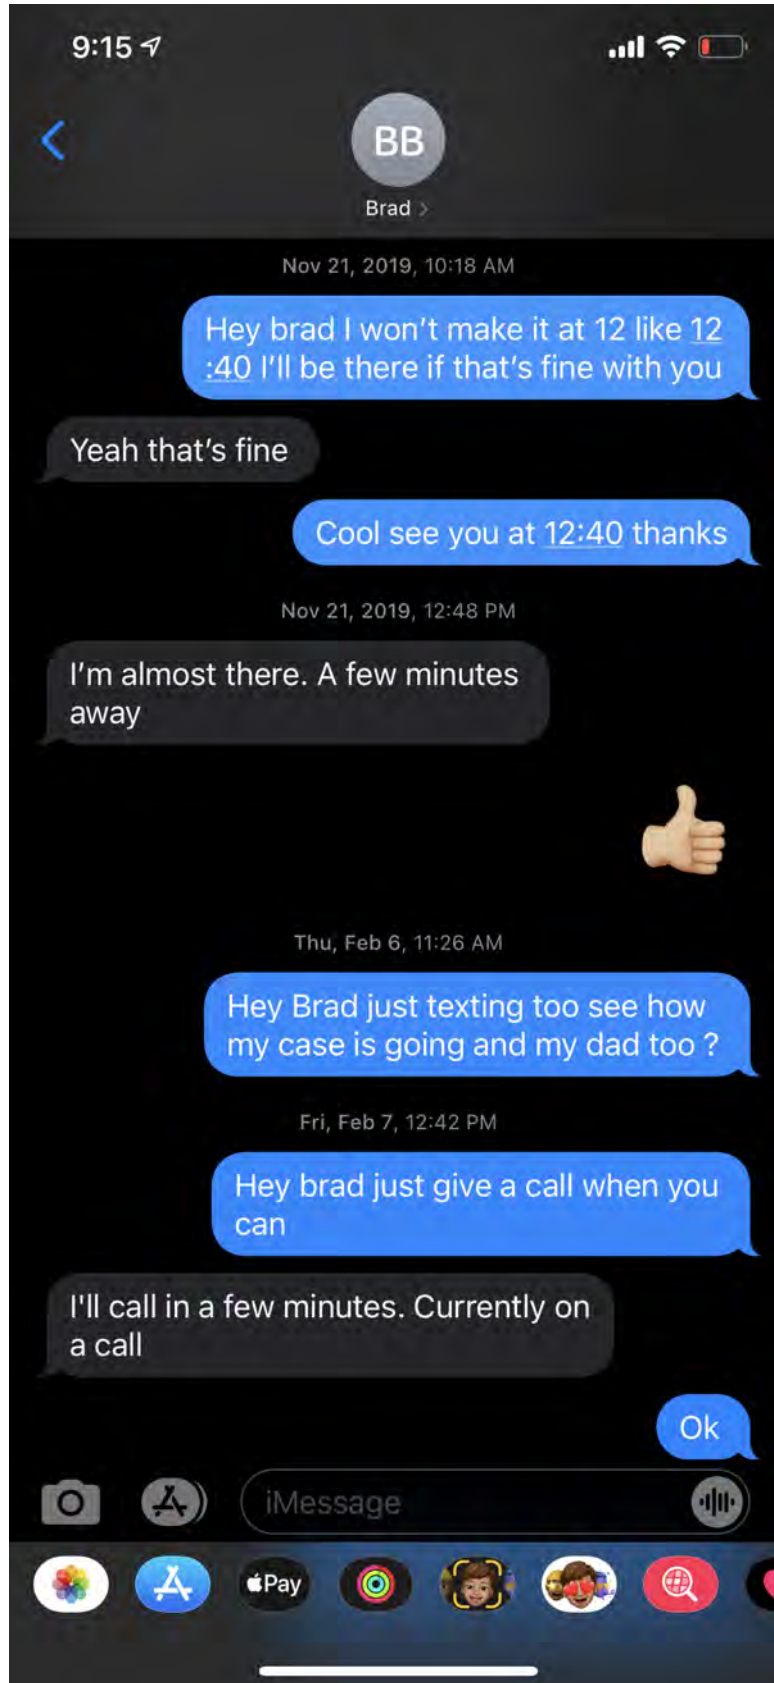 9:15
BB
Brad
Nov 21, 2019, 10:18 AM
Hey brad I won't make it at 12 like 12
:40 I'll be there if that's fine with you
Yeah that's fine
Cool see you at 12:40 thanks
Nov 21, 2019, 12:48 PM
I'm almost there. A few minutes
away
Thu, Feb 6, 11:26 AM
Hey Brad just texting too see how
my case is going and my dad too ?
Fri, Feb 7, 12:42 PM
Hey brad just give a call when you
can
I'll call in a few minutes. Currently on
a call
Ok
iMessage
Pay